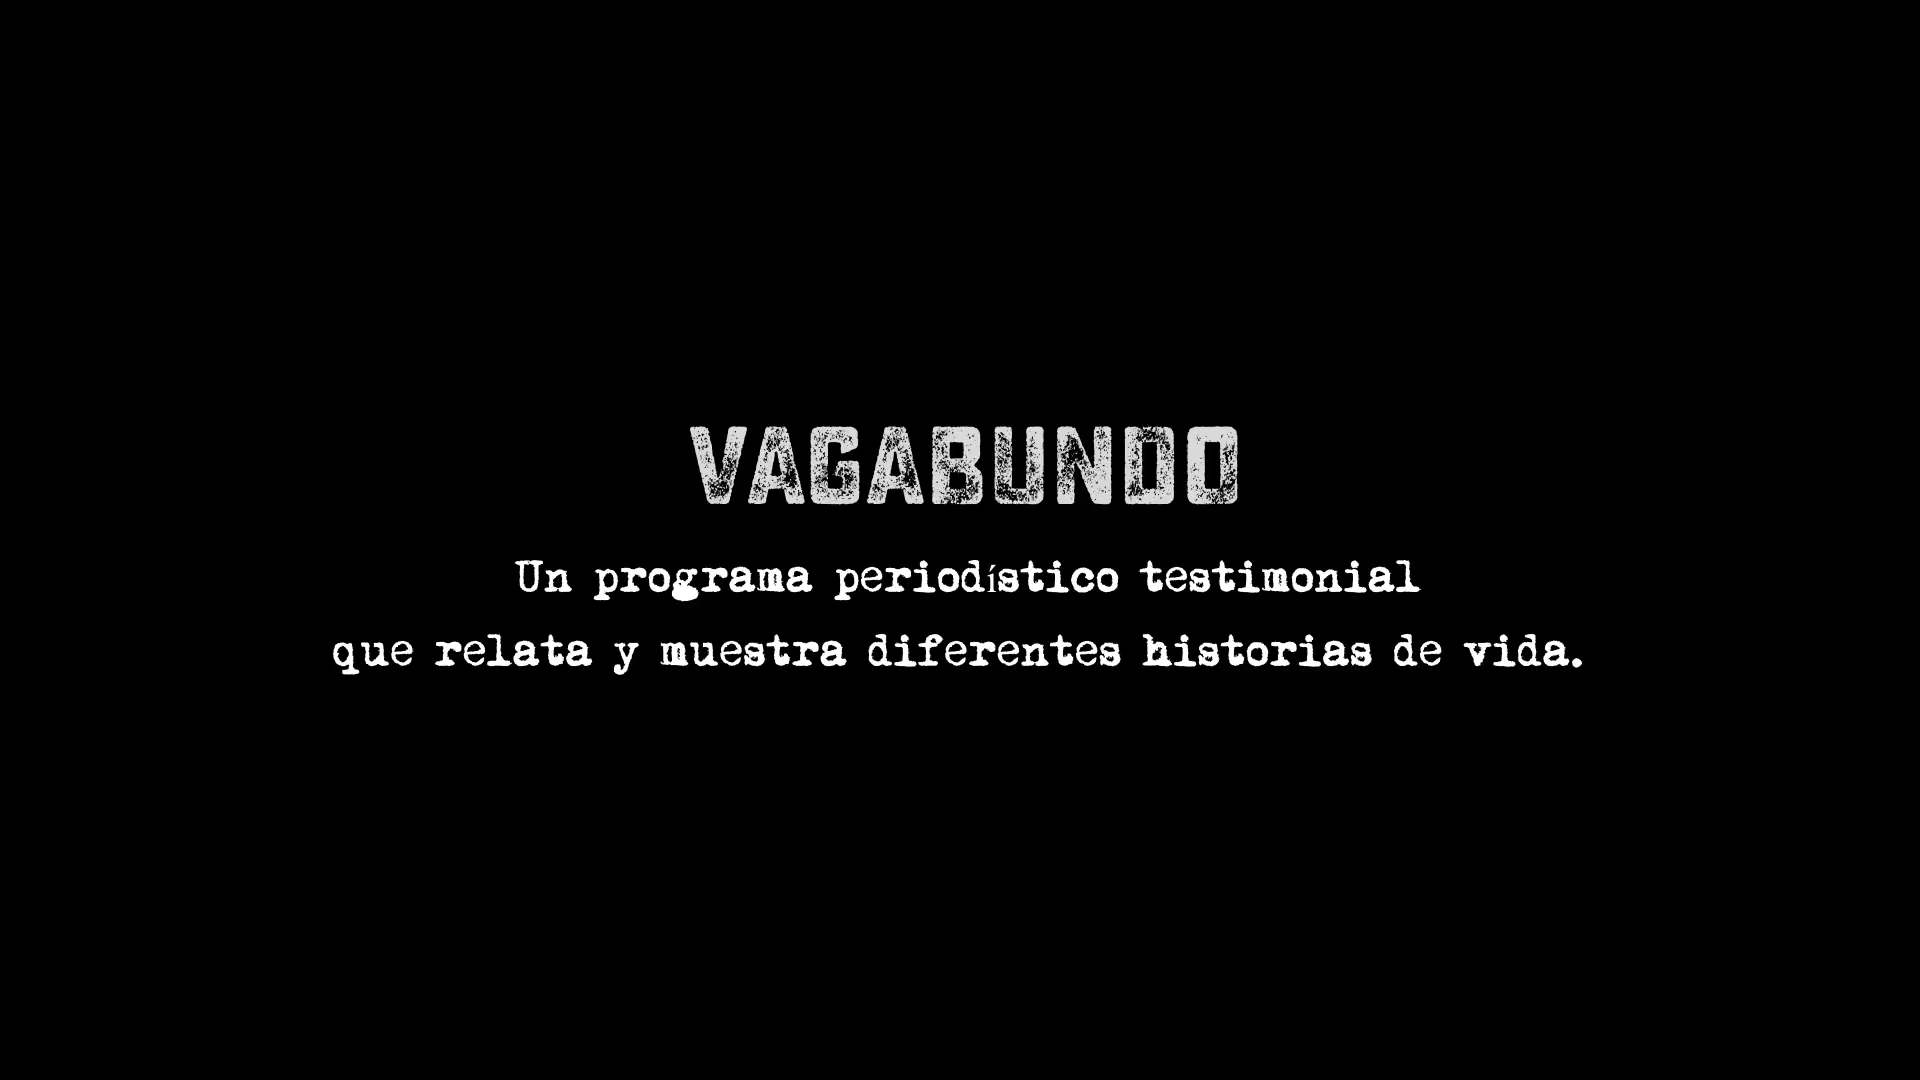 VAGABUNDO
Un programa periodístico testimonial
que relata y muestra diferentes historias de vida.